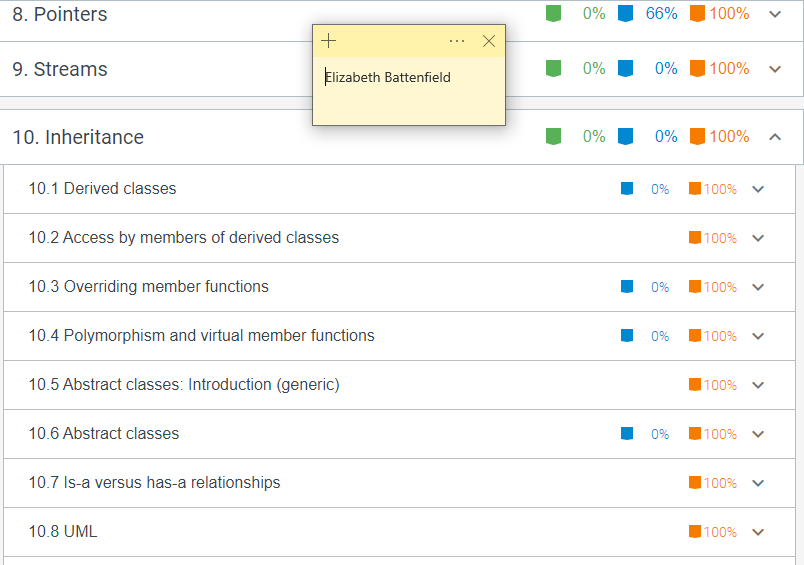 8. Pointers 0% 66% 100%
Elizabeth Battenfield
9. Streams 0% 0% 100%
10. Inheritance 0% 0% 100%
10.1 Derived classes 0% 100%
10.2 Access by members of derived classes 100%
10.3 Overriding member functions 0% 100%
10.4 Polymorphism and virtual member functions 0% 100%
10.5 Abstract classes: Introduction (generic) 100%
10.6 Abstract classes 0% 100%
10.7 Is-a versus has-a relationships 100%
10.8 UML 100%